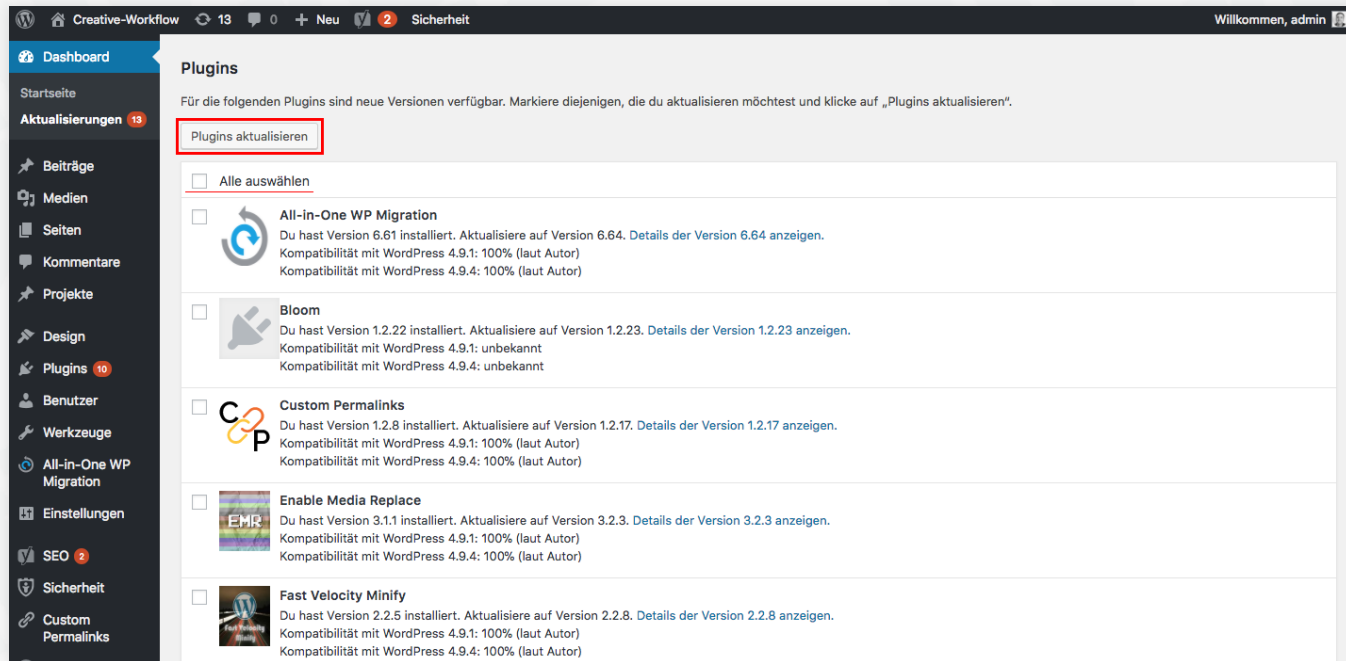 Creative-Workflow 13 0 Neu 2 Sicherheit Willkommen, admin
Dashboard
Startseite
Aktualisierungen 13
Beiträge
Medien
Seiten
Kommentare
Projekte
Design
Plugins 10
Benutzer
Werkzeuge
All-in-One WP
Migration
Einstellungen
SEO 2
Sicherheit
Custom
Permalinks
Plugins
Für die folgenden Plugins sind neue Versionen verfügbar. Markiere diejenigen, die du aktualisieren möchtest und klicke auf „Plugins aktualisieren“.
Plugins aktualisieren
Alle auswählen
All-in-One WP Migration
Du hast Version 6.61 installiert. Aktualisiere auf Version 6.64. Details der Version 6.64 anzeigen.
Kompatibilität mit WordPress 4.9.1: 100% (laut Autor)
Kompatibilität mit WordPress 4.9.4: 100% (laut Autor)
Bloom
Du hast Version 1.2.22 installiert. Aktualisiere auf Version 1.2.23. Details der Version 1.2.23 anzeigen.
Kompatibilität mit WordPress 4.9.1: unbekannt
Kompatibilität mit WordPress 4.9.4: unbekannt
C P
Custom Permalinks
Du hast Version 1.2.8 installiert. Aktualisiere auf Version 1.2.17. Details der Version 1.2.17 anzeigen.
Kompatibilität mit WordPress 4.9.1: 100% (laut Autor)
Kompatibilität mit WordPress 4.9.4: 100% (laut Autor)
EMR
Enable Media Replace
Du hast Version 3.1.1 installiert. Aktualisiere auf Version 3.2.3. Details der Version 3.2.3 anzeigen.
Kompatibilität mit WordPress 4.9.1: 100% (laut Autor)
Kompatibilität mit WordPress 4.9.4: 100% (laut Autor)
Fast Velocity
Minify
Fast Velocity Minify
Du hast Version 2.2.5 installiert. Aktualisiere auf Version 2.2.8. Details der Version 2.2.8 anzeigen.
Kompatibilität mit WordPress 4.9.1: 100% (laut Autor)
Kompatibilität mit WordPress 4.9.4: 100% (laut Autor)